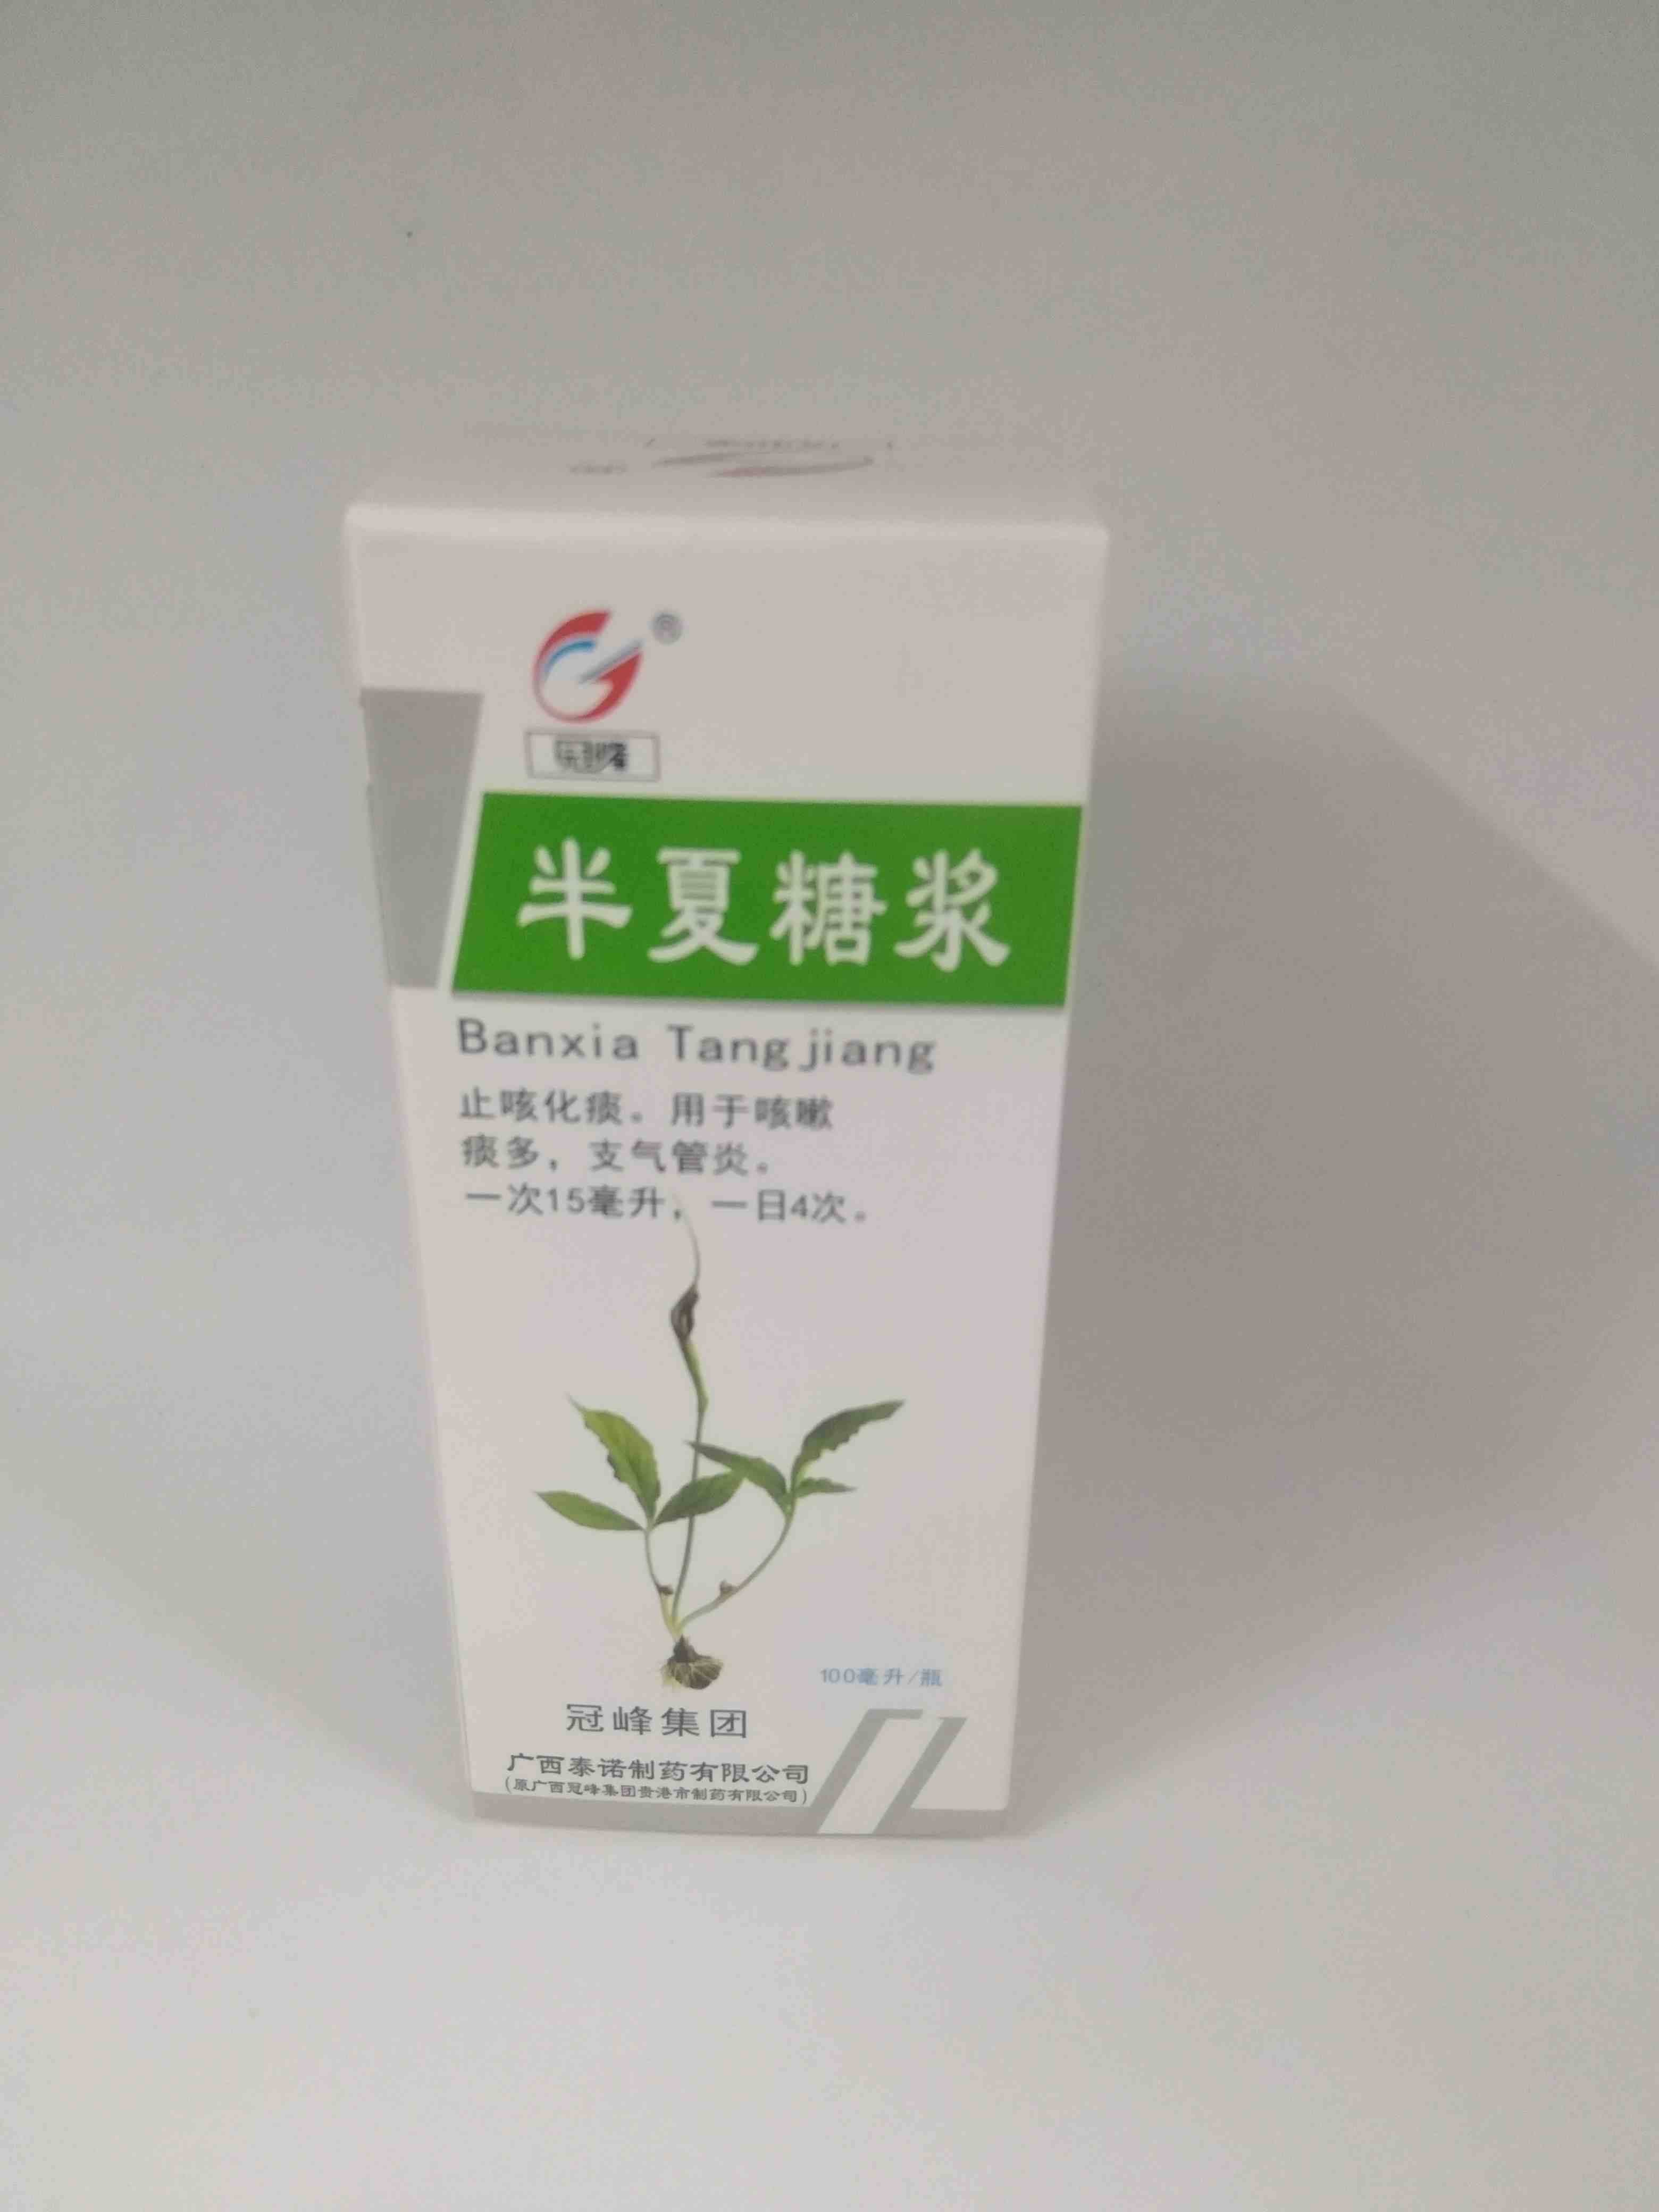 ®
半夏糖浆
Banxia Tangjiang
止咳化痰。用于咳嗽
痰多，支气管炎。
一次15毫升，一日4次。
100毫升/瓶
冠峰集团
广西泰诺制药有限公司
(原广西冠峰集团贵港市制药有限公司)